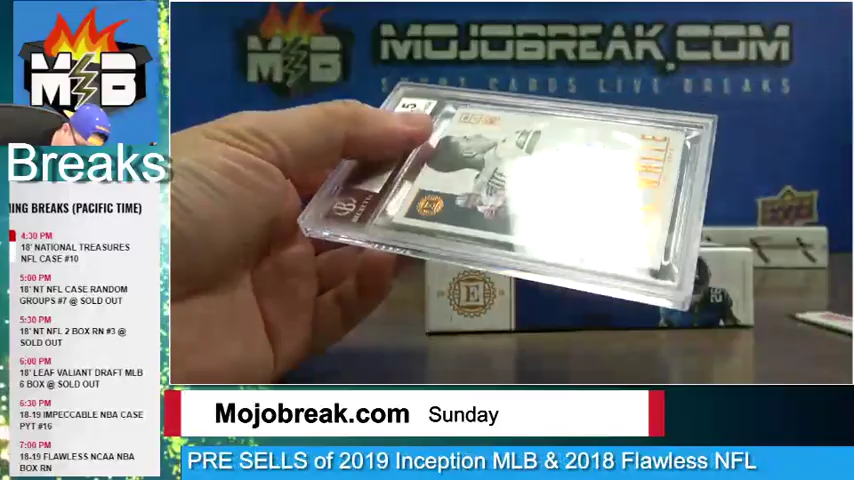 MB
Breaks
ING BREAKS (PACIFIC TIME)
4:30 PM
18' NATIONAL TREASURES
NFL CASE #10
5:00 PM
18' NT NFL CASE RANDOM
GROUPS #7 @ SOLD OUT
5:30 PM
18' NT NFL 2 BOX RN #3 @
SOLD OUT
6:00 PM
18' LEAF VALIANT DRAFT MLB
6 BOX @ SOLD OUT
6:30 PM
18-19 IMPECCABLE NBA CASE
PYT #16
7:00 PM
18-19 FLAWLESS NCAA NBA
BOX RN
MB
MOJOBREAK.COM
SPORT CARDS LIVE BREAKS
WHITE
E
Mojobreak.com Sunday
PRE SELLS of 2019 Inception MLB & 2018 Flawless NFL